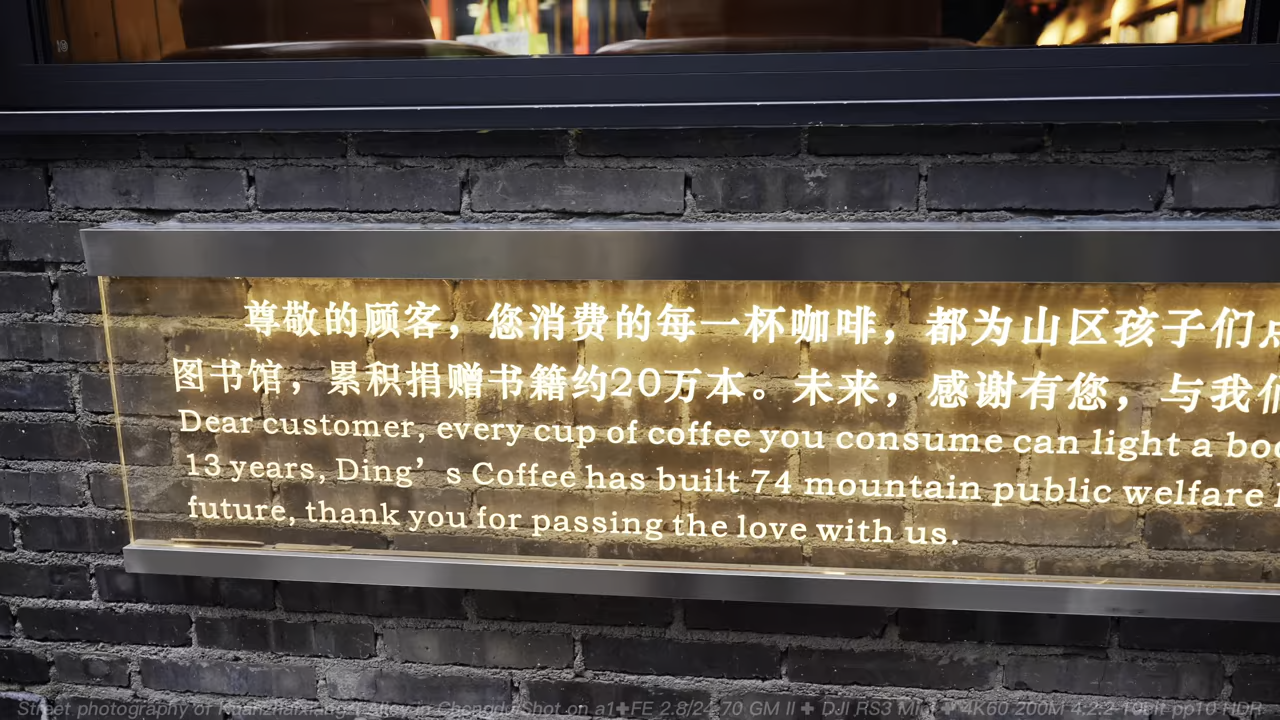 尊敬的顾客，您消费的每一杯咖啡，都为山区孩子们点
图书馆，累积捐赠书籍约20万本。未来，感谢有您，与我们
Dear customer, every cup of coffee you consume can light a
13 years, Ding’s Coffee has built 74 mountain public welfare
future, thank you for passing the love with us.
Street photography of Kuanzhaixiangzi Alley in Chengdu Shot on a1✦FE 2.8/24-70 GM II ✦ DJI RS3 ✦ 4K60 200M 4:2:2 10bit pp10 HDR